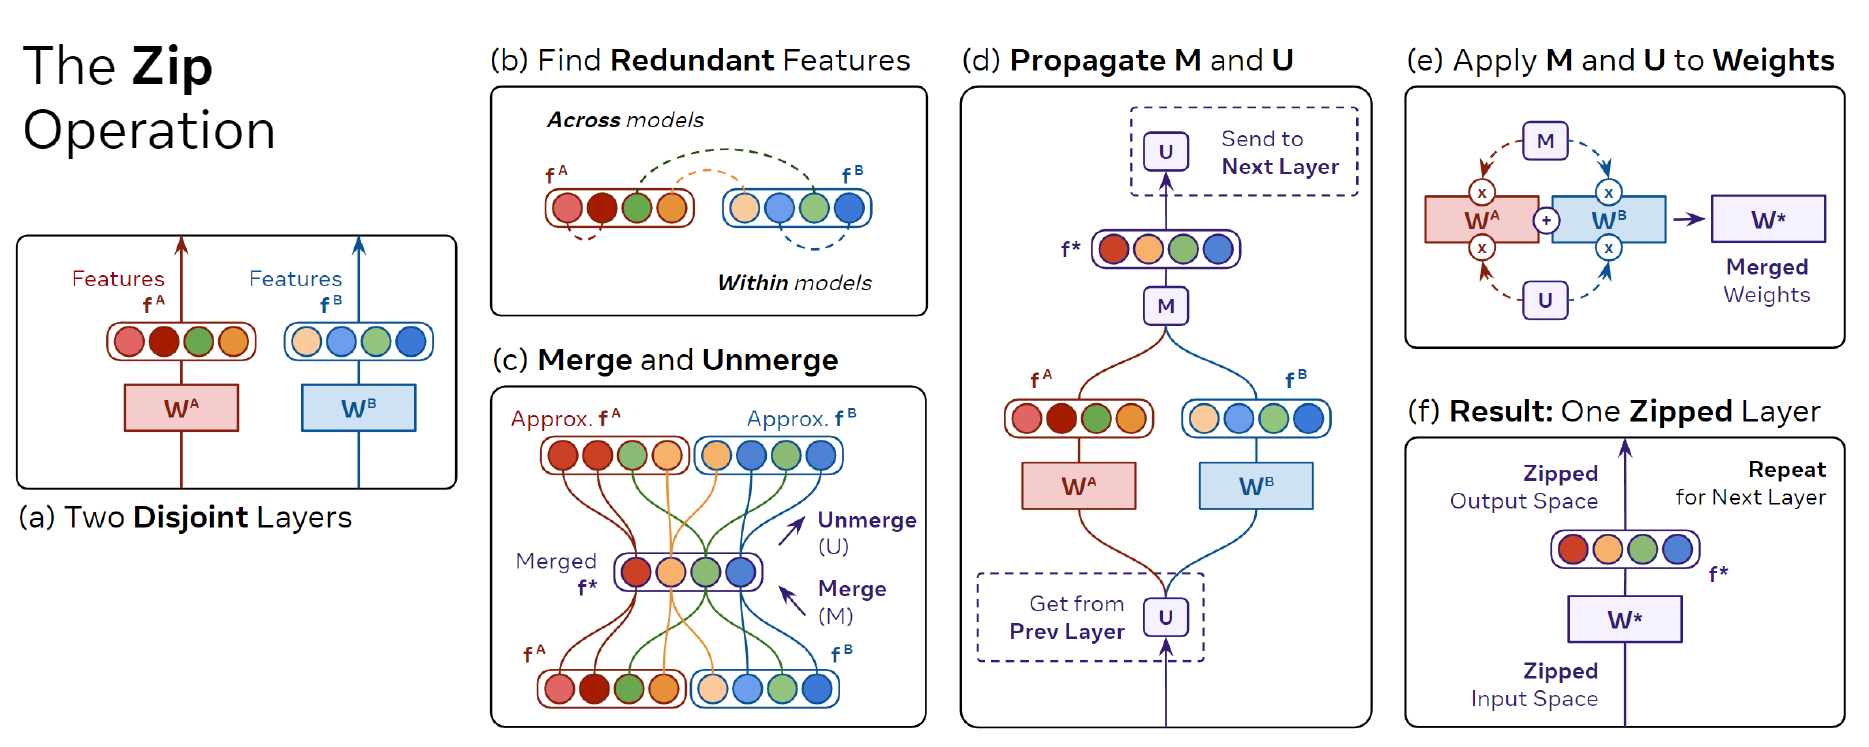 The Zip
Operation
Features
f A
Features
f B
W A
W B
(a) Two Disjoint Layers
(b) Find Redundant Features
Across models
f A
f B
Within models
(c) Merge and Unmerge
Approx. f A
Approx. f B
Unmerge
(U)
Merged
f*
Merge
(M)
f A
f B
(d) Propagate M and U
U
Send to
Next Layer
f*
M
f A
f B
W A
W B
Get from
Prev Layer
U
(e) Apply M and U to Weights
M
x
x
W A
+
W B
W*
x
x
U
Merged
Weights
(f) Result: One Zipped Layer
Zipped
Output Space
Repeat
for Next Layer
f*
W*
Zipped
Input Space